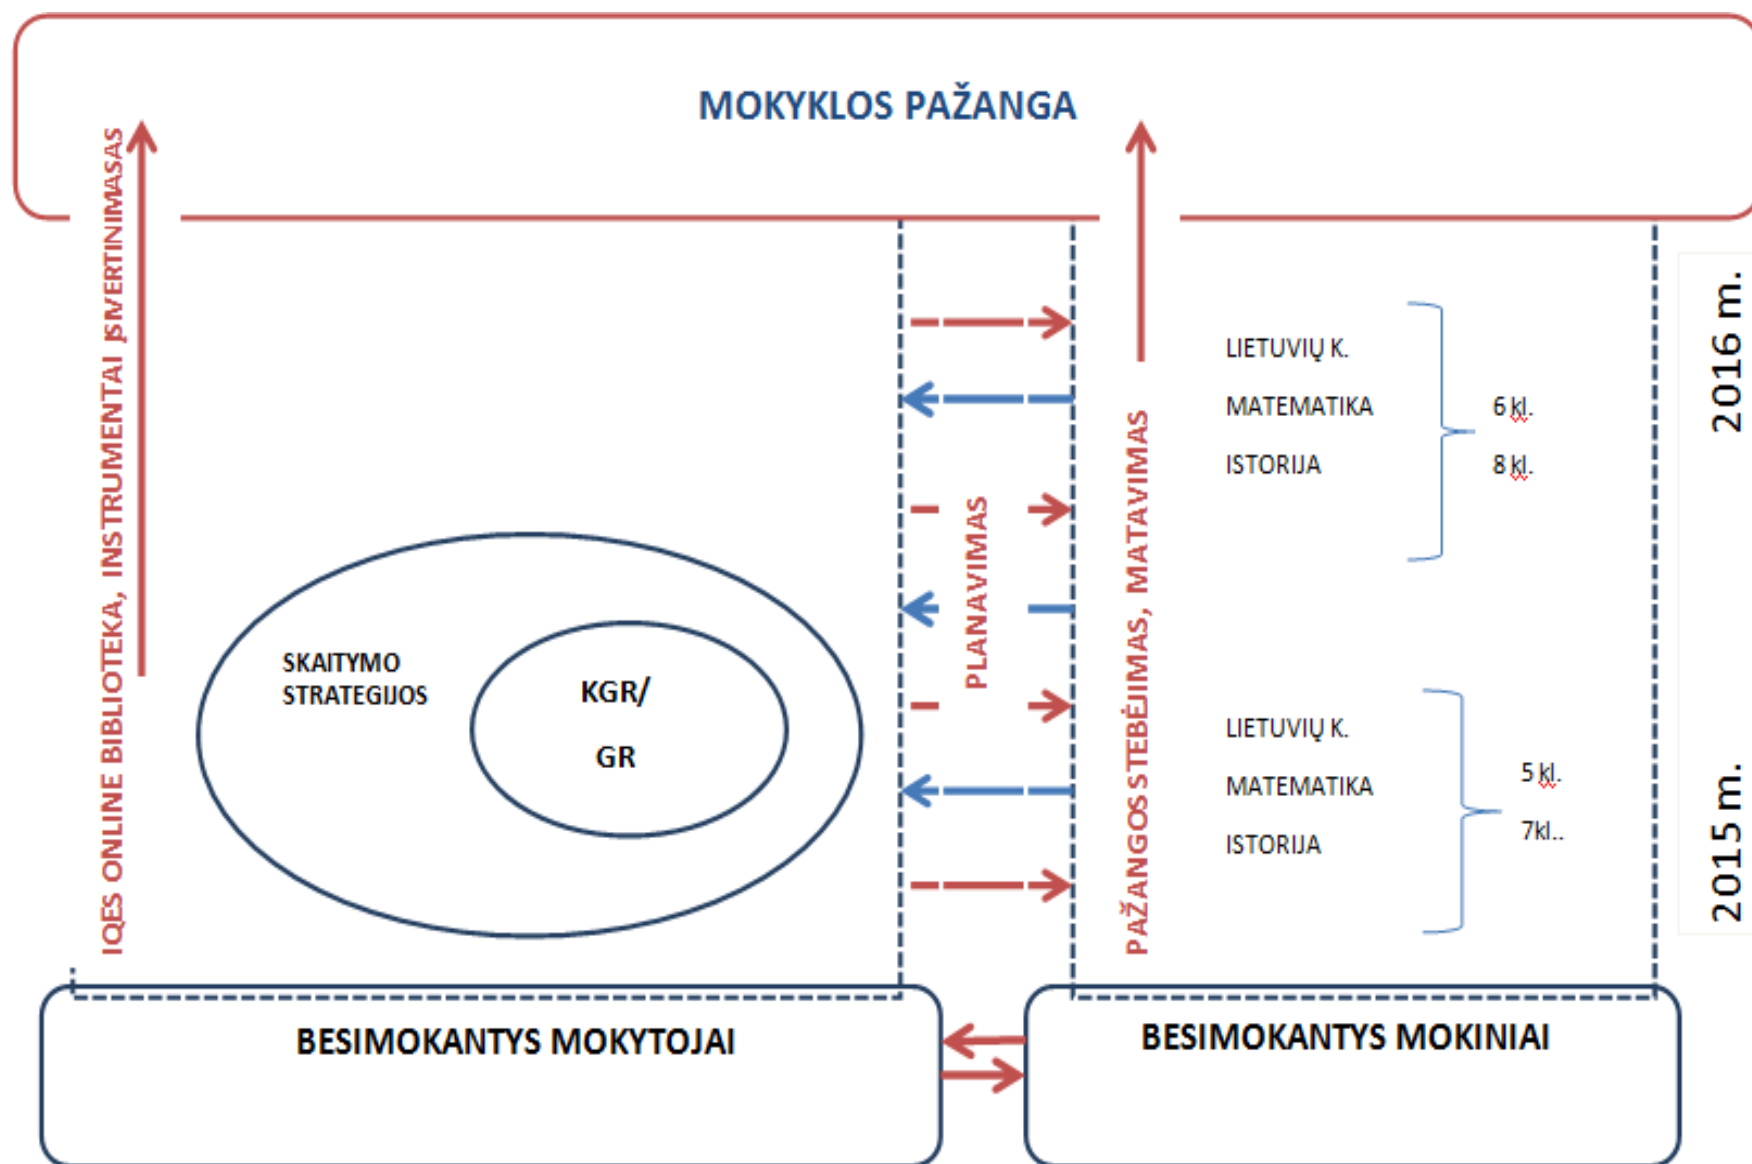 MOKYKLOS PAŽANGA
IQES ONLINE BIBLIOTEKA, INSTRUMENTAI ĮSIVERTINIMASAS
SKAITYMO
STRATEGIJOS
KGR/
GR
PLANAVIMAS
PAŽANGOS STEBĖJIMAS, MATAVIMAS
LIETUVIŲ K.
MATEMATIKA
ISTORIJA
6 kl.
8 kl.
2016 m.
LIETUVIŲ K.
MATEMATIKA
ISTORIJA
5 kl.
7kl..
2015 m.
BESIMOKANTYS MOKYTOJAI
BESIMOKANTYS MOKINIAI